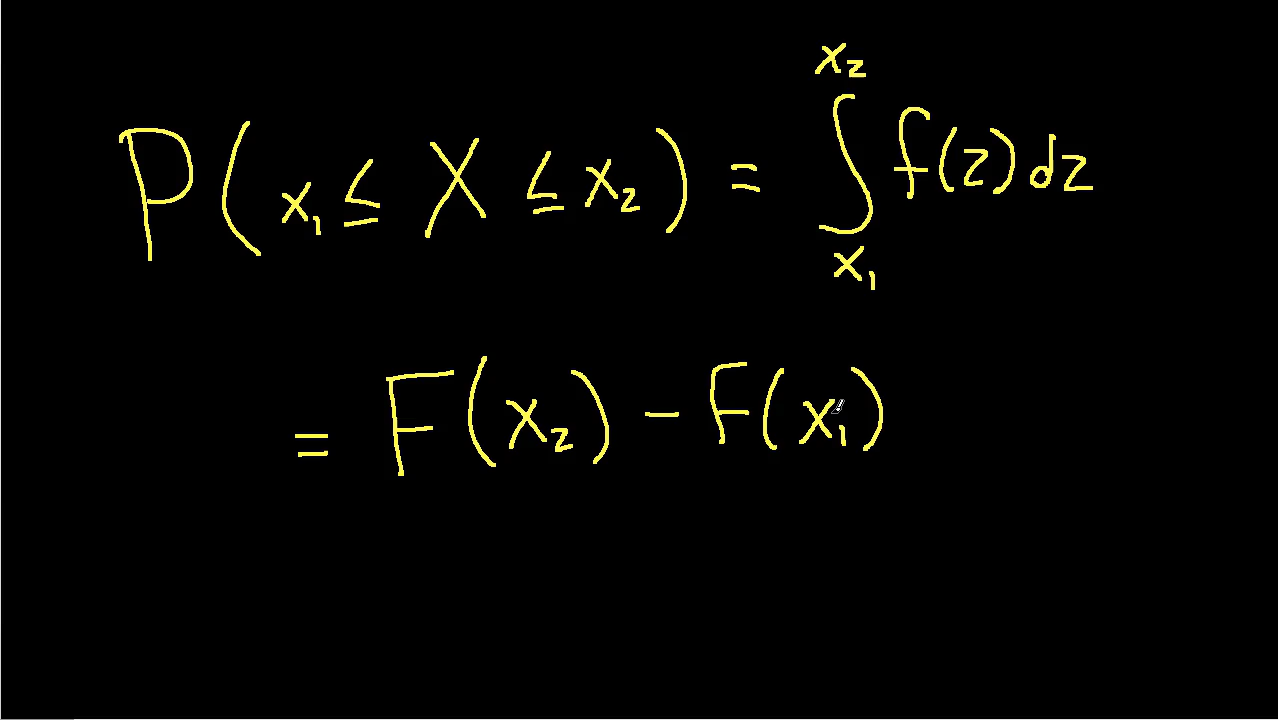 P(x₁ ≤ X ≤ x₂) = ∫_{x₁}^{x₂} f(z)dz
= F(x₂) - F(x₁)